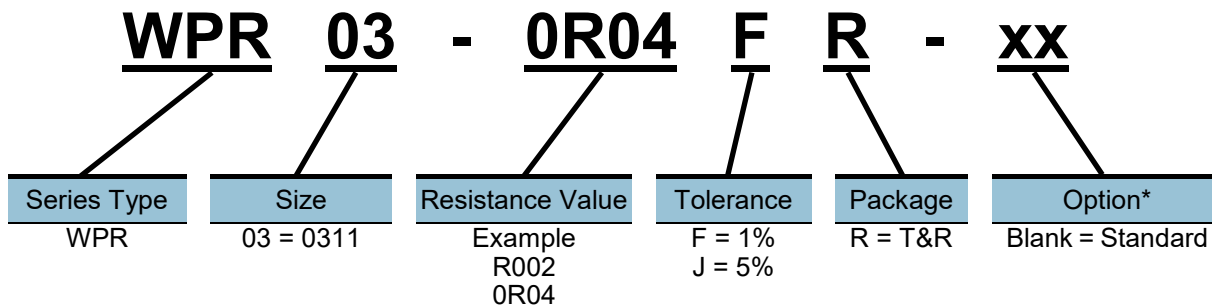 WPR 03 - 0R04 F R - xx
Series Type Size Resistance Value Tolerance Package Option*
WPR 03 = 0311 Example F = 1% R = T&R Blank = Standard
R002 J = 5%
0R04